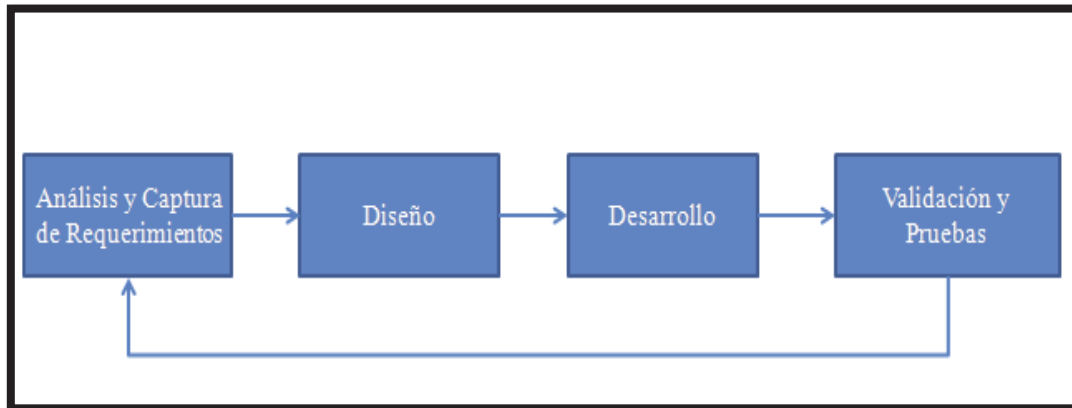 Análisis y Captura
de Requerimientos
Diseño
Desarrollo
Validación y
Pruebas